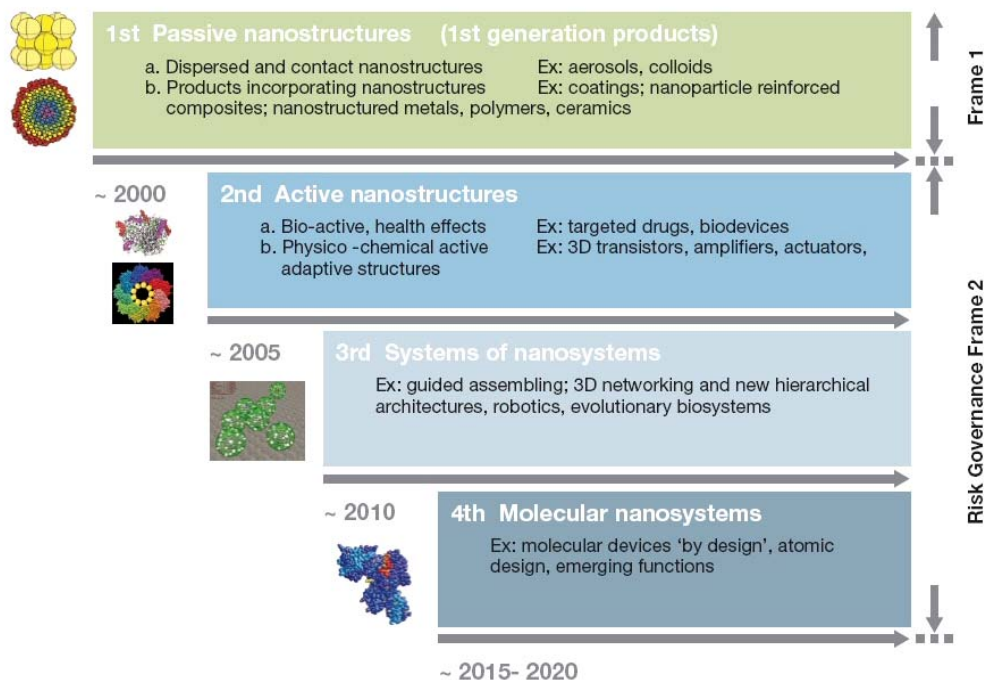 1st Passive nanostructures (1st generation products)
a. Dispersed and contact nanostructures Ex: aerosols, colloids
b. Products incorporating nanostructures Ex: coatings; nanoparticle reinforced
composites; nanostructured metals, polymers, ceramics
Frame 1
~ 2000
2nd Active nanostructures
a. Bio-active, health effects Ex: targeted drugs, biodevices
b. Physico -chemical active Ex: 3D transistors, amplifiers, actuators,
adaptive structures
~ 2005
3rd Systems of nanosystems
Ex: guided assembling; 3D networking and new hierarchical
architectures, robotics, evolutionary biosystems
Risk Governance Frame 2
~ 2010
4th Molecular nanosystems
Ex: molecular devices ‘by design’, atomic
design, emerging functions
~ 2015- 2020